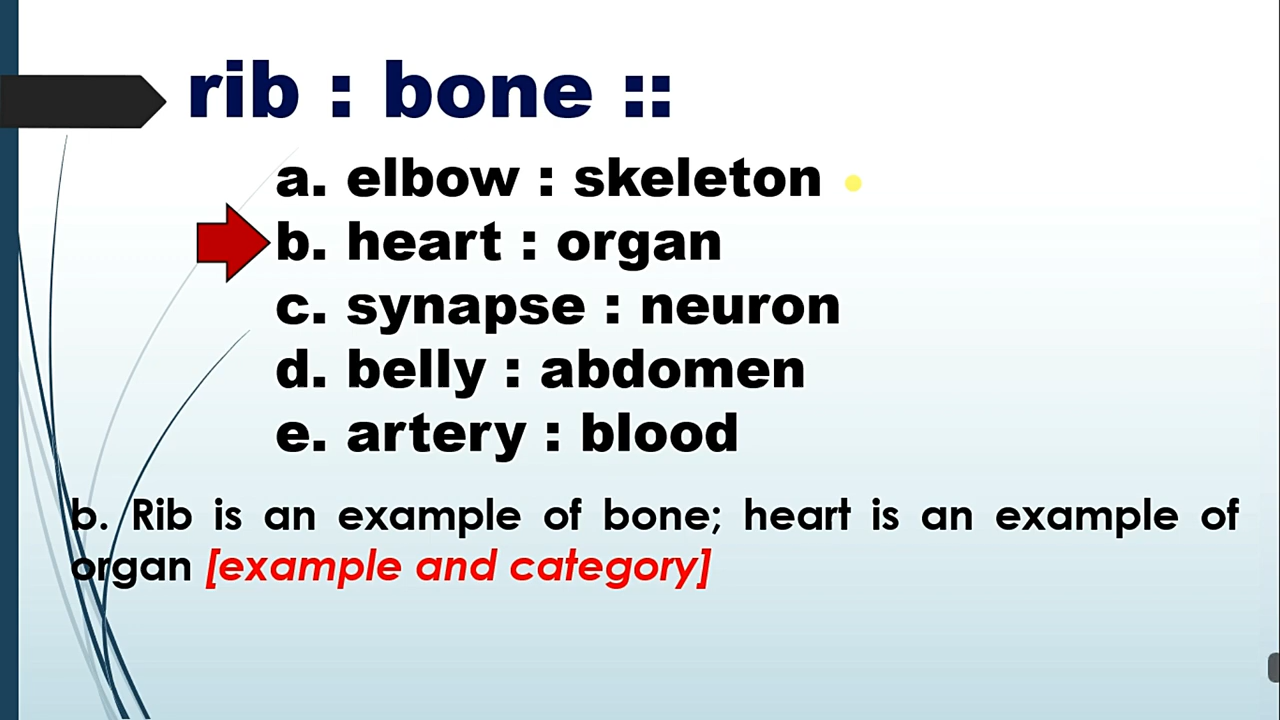 rib : bone ::
a. elbow : skeleton
b. heart : organ
c. synapse : neuron
d. belly : abdomen
e. artery : blood
b. Rib is an example of bone; heart is an example of
organ [example and category]